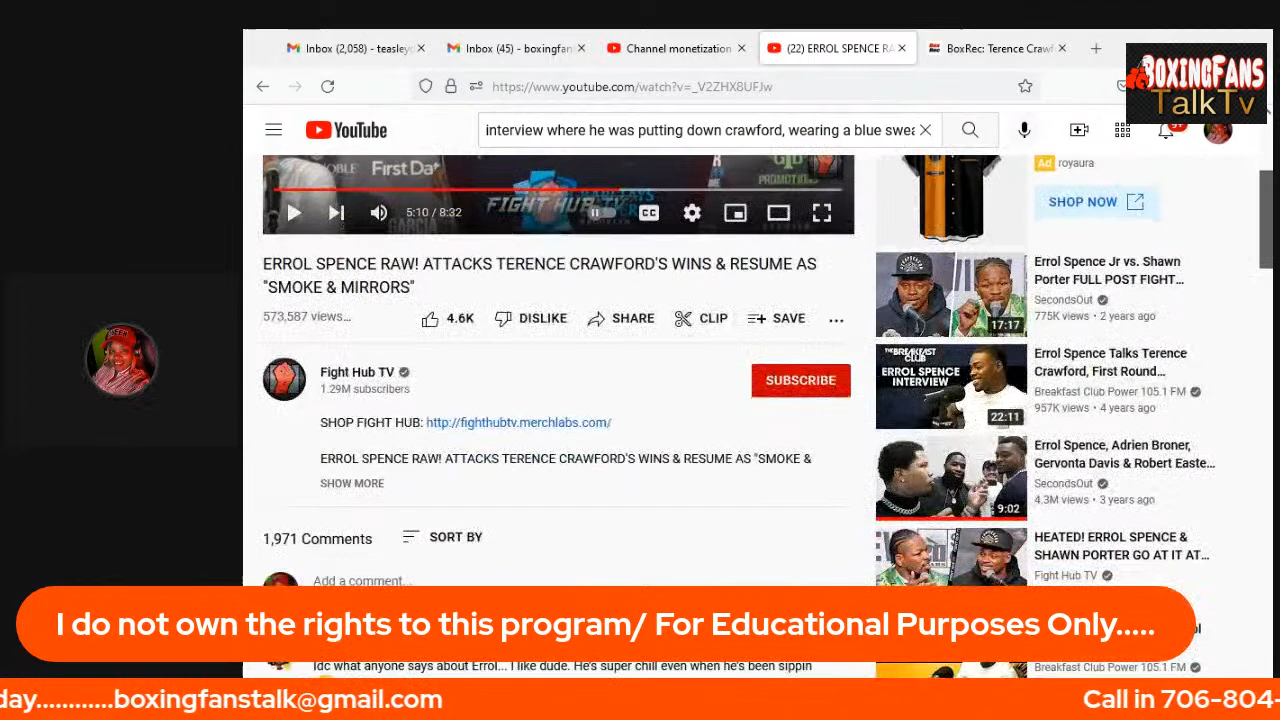 Inbox (2,058) - teasley
Inbox (45) - boxingfan
Channel monetization
(22) ERROL SPENCE RA
BoxRec: Terence Crawf
BOXINGFANS
TalkTv
https://www.youtube.com/watch?v=_V2ZHX8UFJw
YouTube
interview where he was putting down crawford, wearing a blue swea
First Dat
GARCIA
FIGHT HUB TV
PROMOTIONS
5:10 / 8:32
CC
Ad royaura
SHOP NOW
ERROL SPENCE RAW! ATTACKS TERENCE CRAWFORD'S WINS & RESUME AS
"SMOKE & MIRRORS"
573,587 views...
4.6K
DISLIKE
SHARE
CLIP
SAVE
Fight Hub TV
1.29M subscribers
SUBSCRIBE
SHOP FIGHT HUB: http://fighthubtv.merchlabs.com/
ERROL SPENCE RAW! ATTACKS TERENCE CRAWFORD'S WINS & RESUME AS "SMOKE &
SHOW MORE
1,971 Comments
SORT BY
Add a comment...
Errol Spence Jr vs. Shawn
Porter FULL POST FIGHT...
SecondsOut
775K views • 2 years ago
17:17
Errol Spence Talks Terence
Crawford, First Round...
Breakfast Club Power 105.1 FM
957K views • 4 years ago
THE BREAKFAST
CLUB
ERROL SPENCE
INTERVIEW
22:11
Errol Spence, Adrien Broner,
Gervonta Davis & Robert Easte...
SecondsOut
4.3M views • 3 years ago
9:02
HEATED! ERROL SPENCE &
SHAWN PORTER GO AT IT AT...
Fight Hub TV
I do not own the rights to this program/ For Educational Purposes Only.....
Idc what anyone says about Errol... I like dude. He's super chill even when he's been sippin
Breakfast Club Power 105.1 FM
day............boxingfanstalk@gmail.com
Call in 706-804-